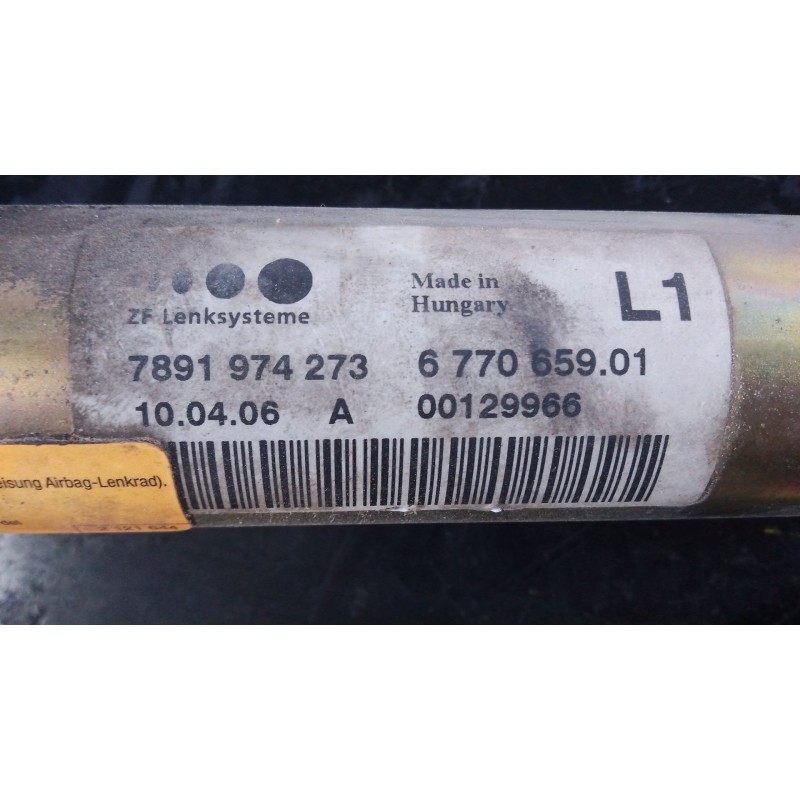 ZF Lenksysteme
Made in
Hungary
L1
7891 974 273 6 770 659.01
10.04.06 A 00129966
Airbag-Lenkrad).